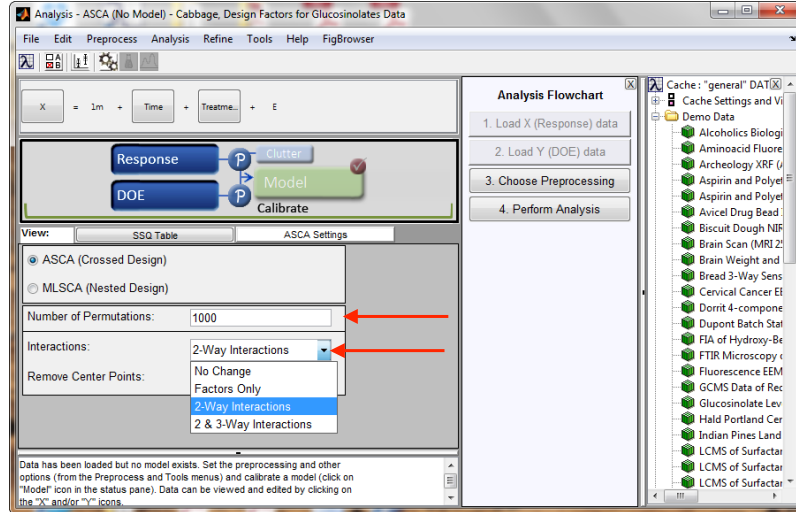 Analysis - ASCA (No Model) - Cabbage, Design Factors for Glucosinolates Data
File Edit Preprocess Analysis Refine Tools Help FigBrowser
X = 1m + Time + Treatme... + E
Response
P
Clutter
Model
DOE
P
Calibrate
View: SSQ Table ASCA Settings
ASCA (Crossed Design)
MLSCA (Nested Design)
Number of Permutations: 1000
Interactions: 2-Way Interactions
Remove Center Points:
No Change
Factors Only
2-Way Interactions
2 & 3-Way Interactions
Data has been loaded but no model exists. Set the preprocessing and other
options (from the Preprocess and Tools menus) and calibrate a model (click on
"Model" icon in the status pane). Data can be viewed and edited by clicking on
the "X" and/or "Y" icons.
Analysis Flowchart
1. Load X (Response) data
2. Load Y (DOE) data
3. Choose Preprocessing
4. Perform Analysis
Cache: "general" DAT
Cache Settings and Vi
Demo Data
Alcoholics Biologi
Aminoacid Fluore
Archeology XRF (
Aspirin and Polyet
Aspirin and Polyet
Avicel Drug Bead
Biscuit Dough NIR
Brain Scan (MRI 2
Brain Weight and
Bread 3-Way Sens
Cervical Cancer EE
Dorrit 4-compone
Dupont Batch Stat
FIA of Hydroxy-Be
FTIR Microscopy
Fluorescence EEM
GCMS Data of Rec
Glucosinolate Lev
Hald Portland Cer
Indian Pines Land
LCMS of Surfactar
LCMS of Surfactar
LCMS of Surfactar